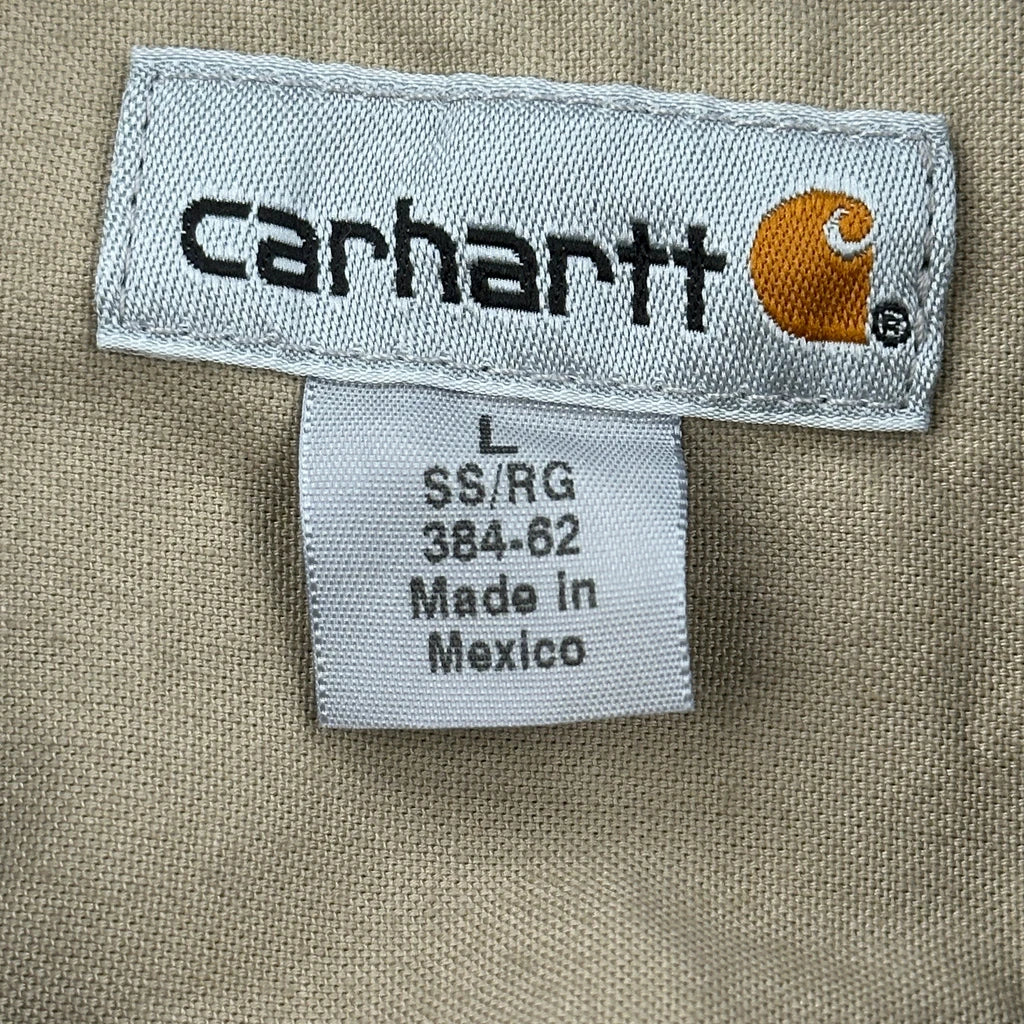 carhartt ®
L
SS/RG
384-62
Made in
Mexico